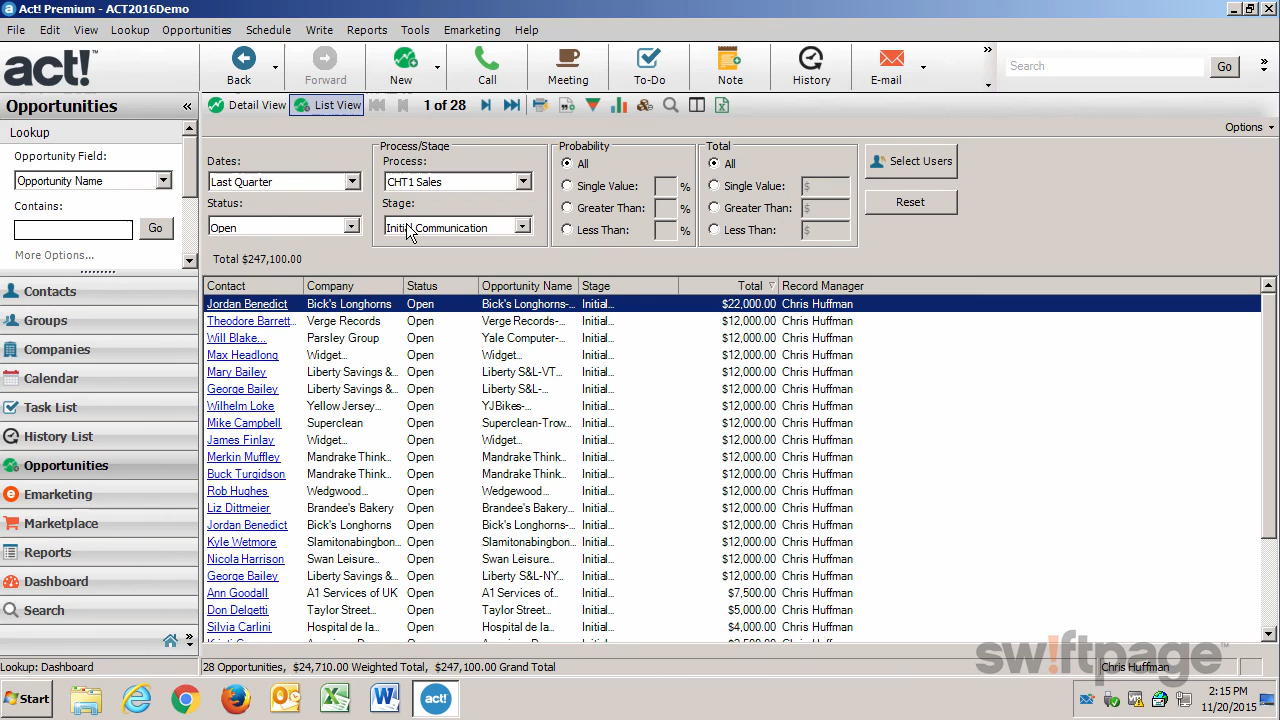 Act! Premium - ACT2016Demo
File Edit View Lookup Opportunities Schedule Write Reports Tools Emarketing Help
act!
Back Forward New Call Meeting To-Do Note History E-mail Search Go
Opportunities
Detail View List View 1 of 28
Lookup
Options
Opportunity Field:
Opportunity Name
Contains:
Go
More Options...
Dates:
Last Quarter
Status:
Open
Process/Stage
Process:
CHT1 Sales
Stage:
Initial Communication
Probability
All
Single Value: %
Greater Than: %
Less Than: %
Total
All
Single Value: $
Greater Than: $
Less Than: $
Select Users
Reset
Total $247,100.00
Contacts
Groups
Companies
Calendar
Task List
History List
Opportunities
Emarketing
Marketplace
Reports
Dashboard
Search
Contact Company Status Opportunity Name Stage Total Record Manager
Jordan Benedict Bick's Longhorns Open Bick's Longhorns-... Initial... $22,000.00 Chris Huffman
Theodore Barrett... Verge Records Open Verge Records-... Initial... $12,000.00 Chris Huffman
Will Blake... Parsley Group Open Yale Computer-... Initial... $12,000.00 Chris Huffman
Max Headlong Widget... Open Widget... Initial... $12,000.00 Chris Huffman
Mary Bailey Liberty Savings &... Open Liberty S&L-VT... Initial... $12,000.00 Chris Huffman
George Bailey Liberty Savings &... Open Liberty S&L-... Initial... $12,000.00 Chris Huffman
Wilhelm Loke Yellow Jersey... Open YJBikes-... Initial... $12,000.00 Chris Huffman
Mike Campbell Superclean Open Superclean-Trow... Initial... $12,000.00 Chris Huffman
James Finlay Widget... Open Widget... Initial... $12,000.00 Chris Huffman
Merkin Muffley Mandrake Think... Open Mandrake Think... Initial... $12,000.00 Chris Huffman
Buck Turgidson Mandrake Think... Open Mandrake Think... Initial... $12,000.00 Chris Huffman
Rob Hughes Wedgwood... Open Wedgewood... Initial... $12,000.00 Chris Huffman
Liz Dittmeier Brandee's Bakery Open Brandee's Bakery... Initial... $12,000.00 Chris Huffman
Jordan Benedict Bick's Longhorns Open Bick's Longhorns-... Initial... $12,000.00 Chris Huffman
Kyle Wetmore Slamitonabingbon... Open Slamitonabingbon... Initial... $12,000.00 Chris Huffman
Nicola Harrison Swan Leisure... Open Swan Leisure... Initial... $12,000.00 Chris Huffman
George Bailey Liberty Savings &... Open Liberty S&L-NY... Initial... $12,000.00 Chris Huffman
Ann Goodall A1 Services of UK Open A1 Services of... Initial... $7,500.00 Chris Huffman
Don Delgetti Taylor Street... Open Taylor Street... Initial... $5,000.00 Chris Huffman
Silvia Carlini Hospital de la... Open Hospital de la... Initial... $4,000.00 Chris Huffman
sw!ftpage
Lookup: Dashboard 28 Opportunities, $24,710.00 Weighted Total, $247,100.00 Grand Total Chris Huffman
Start act! 2:15 PM
11/20/2015